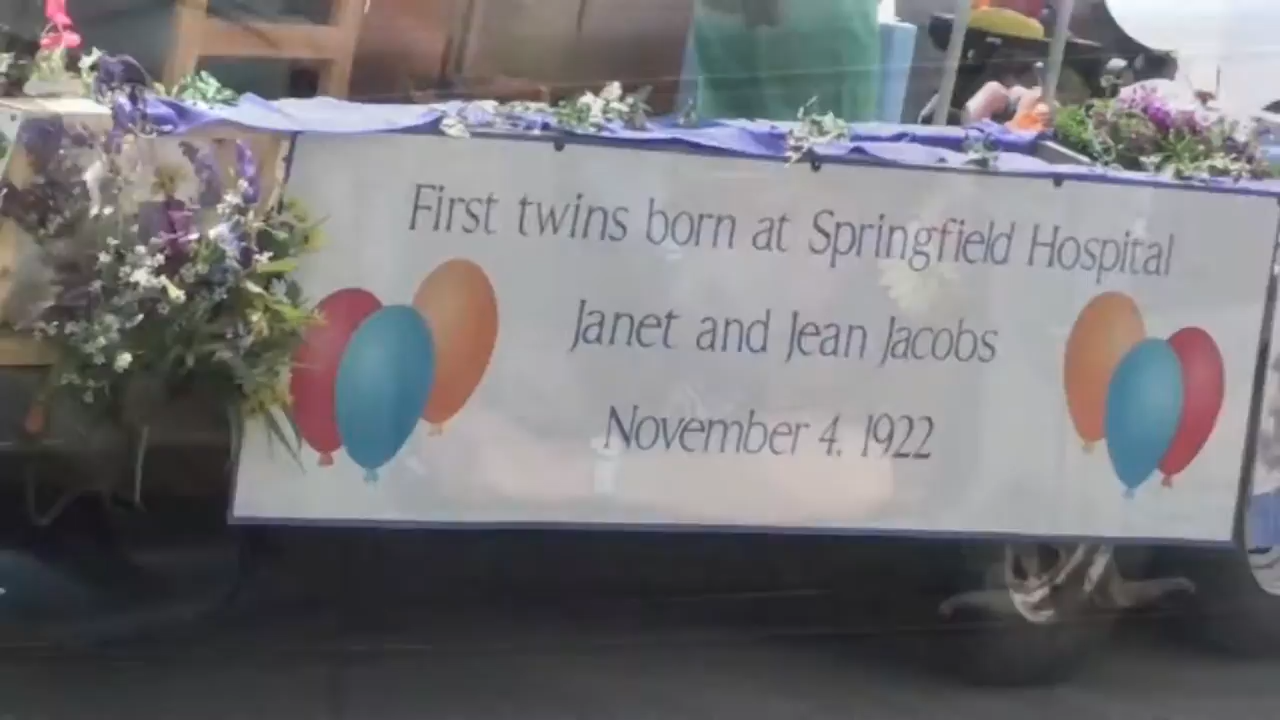 First twins born at Springfield Hospital
Janet and Jean Jacobs
November 4, 1922